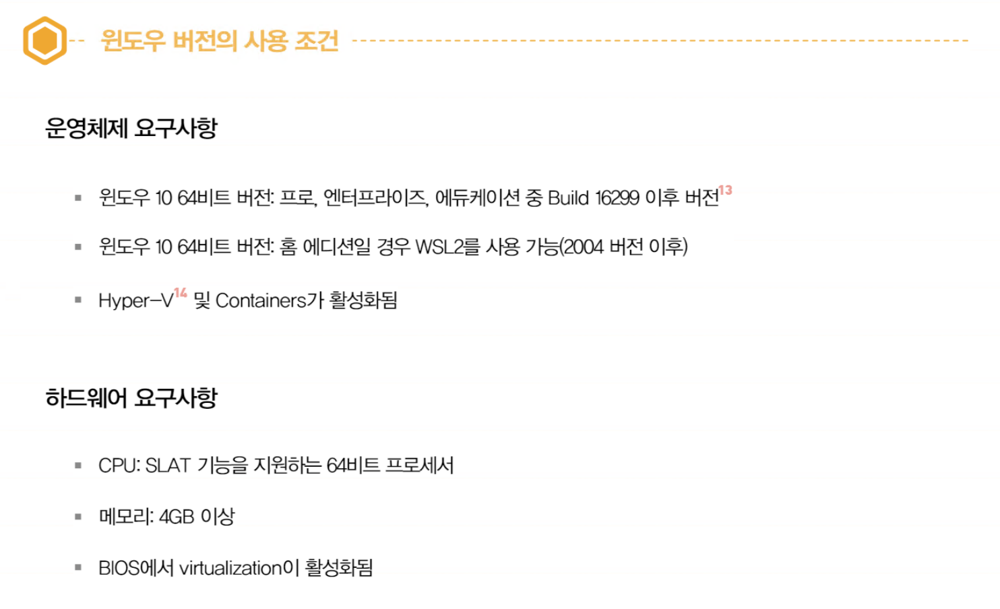 윈도우 버전의 사용 조건
운영체제 요구사항
▪ 윈도우 10 64비트 버전: 프로, 엔터프라이즈, 에듀케이션 중 Build 16299 이후 버전13
▪ 윈도우 10 64비트 버전: 홈 에디션일 경우 WSL2를 사용 가능(2004 버전 이후)
▪ Hyper–V14 및 Containers가 활성화됨
하드웨어 요구사항
▪ CPU: SLAT 기능을 지원하는 64비트 프로세서
▪ 메모리: 4GB 이상
▪ BIOS에서 virtualization이 활성화됨